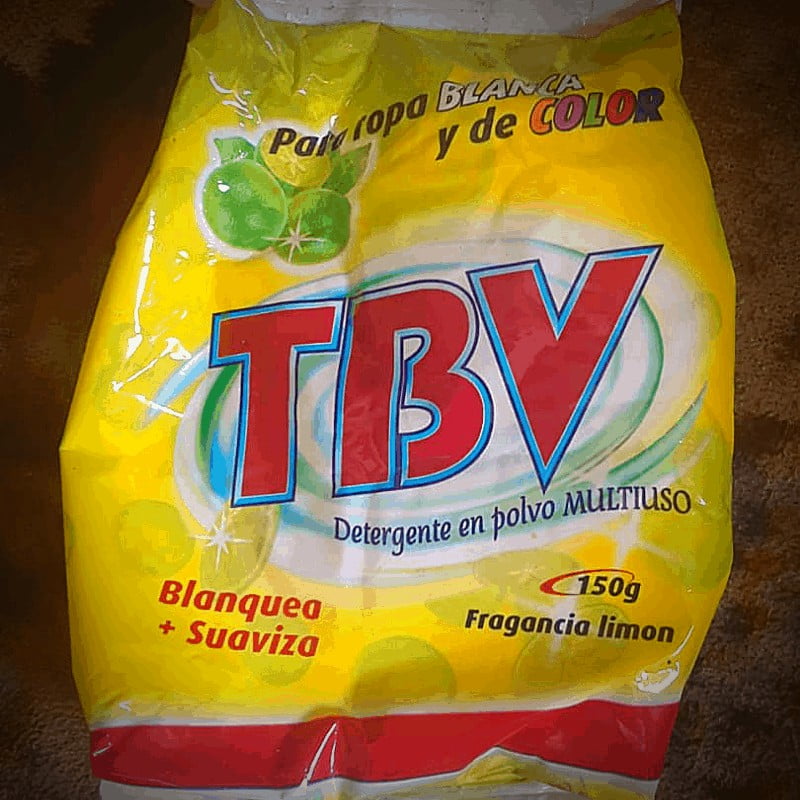 Para ropa BLANCA
y de COLOR
TBV
Detergente en polvo MULTIUSO
Blanquea
+ Suaviza
150g
Fragancia limon